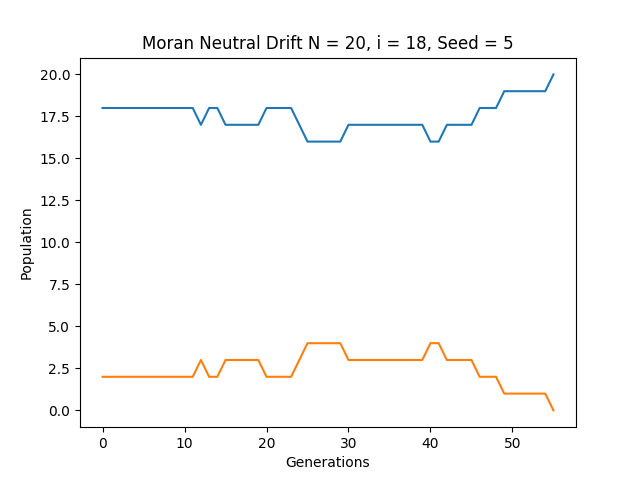 Moran Neutral Drift N = 20, i = 18, Seed = 5
20.0
17.5
15.0
12.5
10.0
7.5
5.0
2.5
0.0
Population
0 10 20 30 40 50
Generations